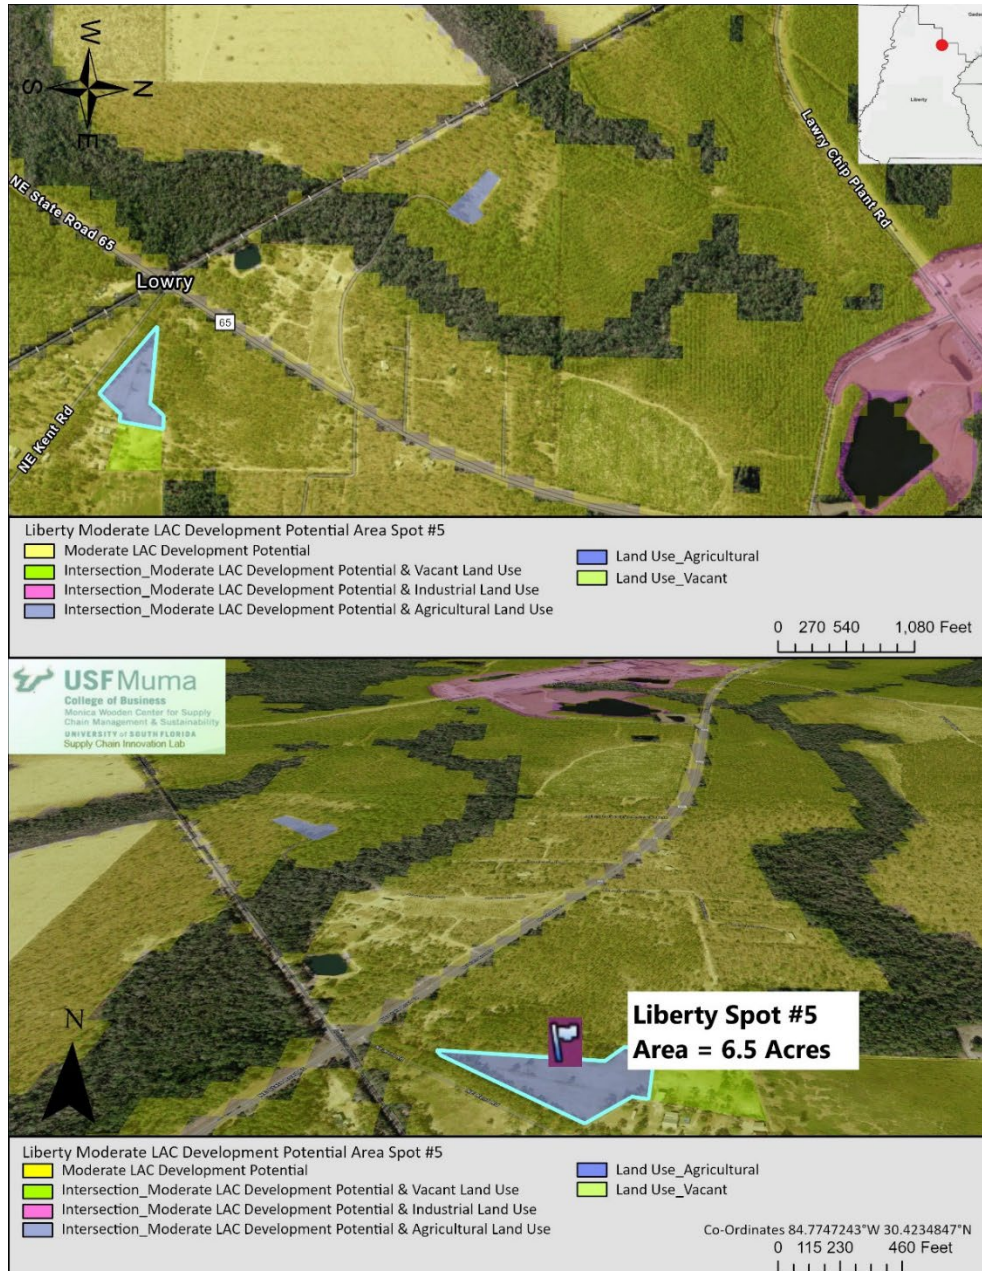 W
N
S
E
Gadsd
Liberty
NE State Road 65
Lowry
65
NE Kent Rd
Lawry Chip Plant Rd
Liberty Moderate LAC Development Potential Area Spot #5
Moderate LAC Development Potential
Intersection_Moderate LAC Development Potential & Vacant Land Use
Intersection_Moderate LAC Development Potential & Industrial Land Use
Intersection_Moderate LAC Development Potential & Agricultural Land Use
Land Use_Agricultural
Land Use_Vacant
0 270 540 1,080 Feet
USF Muma
College of Business
Monica Wooden Center for Supply
Chain Management & Sustainability
UNIVERSITY of SOUTH FLORIDA
Supply Chain Innovation Lab
N
Liberty Spot #5
Area = 6.5 Acres
Liberty Moderate LAC Development Potential Area Spot #5
Moderate LAC Development Potential
Intersection_Moderate LAC Development Potential & Vacant Land Use
Intersection_Moderate LAC Development Potential & Industrial Land Use
Intersection_Moderate LAC Development Potential & Agricultural Land Use
Land Use_Agricultural
Land Use_Vacant
Co-Ordinates 84.7747243°W 30.4234847°N
0 115 230 460 Feet